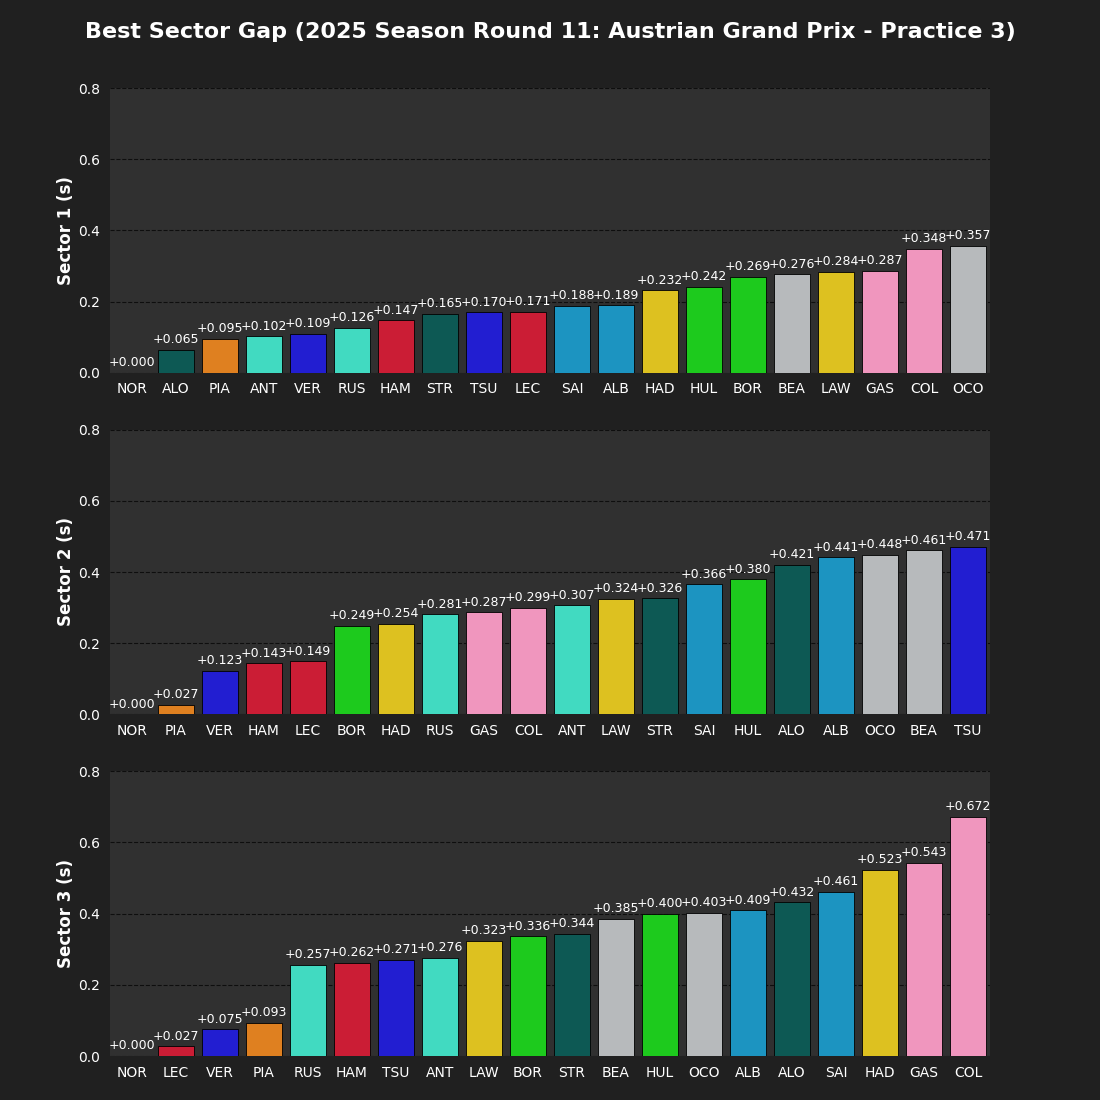 Best Sector Gap (2025 Season Round 11: Austrian Grand Prix - Practice 3)
Sector 1 (s)
0.8
0.6
0.4
0.2
0.0
+0.000 +0.065 +0.095 +0.102 +0.109 +0.126 +0.147 +0.165 +0.170 +0.171 +0.188 +0.189 +0.232 +0.242 +0.269 +0.276 +0.284 +0.287 +0.348 +0.357
NOR ALO PIA ANT VER RUS HAM STR TSU LEC SAI ALB HAD HUL BOR BEA LAW GAS COL OCO
Sector 2 (s)
0.8
0.6
0.4
0.2
0.0
+0.000 +0.027 +0.123 +0.143 +0.149 +0.249 +0.254 +0.281 +0.287 +0.299 +0.307 +0.324 +0.326 +0.366 +0.380 +0.421 +0.441 +0.448 +0.461 +0.471
NOR PIA VER HAM LEC BOR HAD RUS GAS COL ANT LAW STR SAI HUL ALO ALB OCO BEA TSU
Sector 3 (s)
0.8
0.6
0.4
0.2
0.0
+0.000 +0.027 +0.075 +0.093 +0.257 +0.262 +0.271 +0.276 +0.323 +0.336 +0.344 +0.385 +0.400 +0.403 +0.409 +0.432 +0.461 +0.523 +0.543 +0.672
NOR LEC VER PIA RUS HAM TSU ANT LAW BOR STR BEA HUL OCO ALB ALO SAI HAD GAS COL